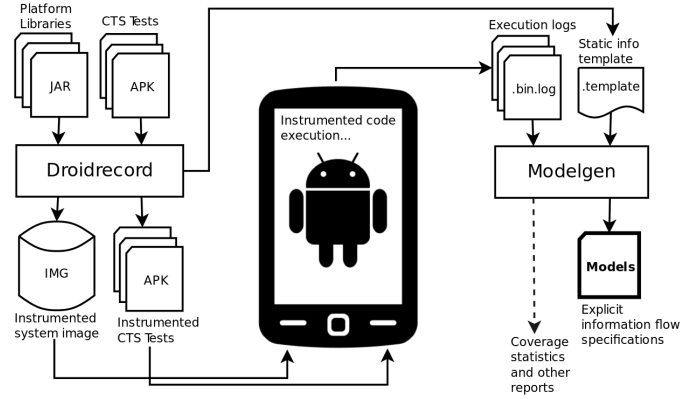 Platform
Libraries
JAR
CTS Tests
APK
Droidrecord
IMG
Instrumented
system image
APK
Instrumented
CTS Tests
Instrumented code
execution...
Execution logs
.bin.log
Static info
template
.template
Modelgen
Coverage
statistics
and other
reports
Models
Explicit
information flow
specifications